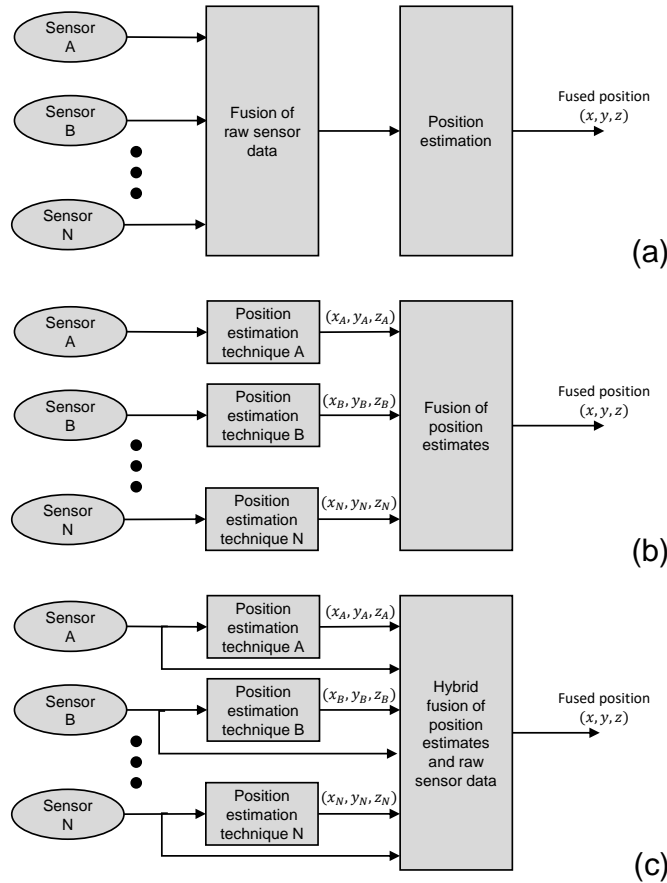 Sensor
A
Sensor
B
Sensor
N
Fusion of
raw sensor
data
Position
estimation
Fused position
(x, y, z)
(a)
Sensor
A
Sensor
B
Sensor
N
Position
estimation
technique A
Position
estimation
technique B
Position
estimation
technique N
(x_A, y_A, z_A)
(x_B, y_B, z_B)
(x_N, y_N, z_N)
Fusion of
position
estimates
Fused position
(x, y, z)
(b)
Sensor
A
Sensor
B
Sensor
N
Position
estimation
technique A
Position
estimation
technique B
Position
estimation
technique N
(x_A, y_A, z_A)
(x_B, y_B, z_B)
(x_N, y_N, z_N)
Hybrid
fusion of
position
estimates
and raw
sensor data
Fused position
(x, y, z)
(c)